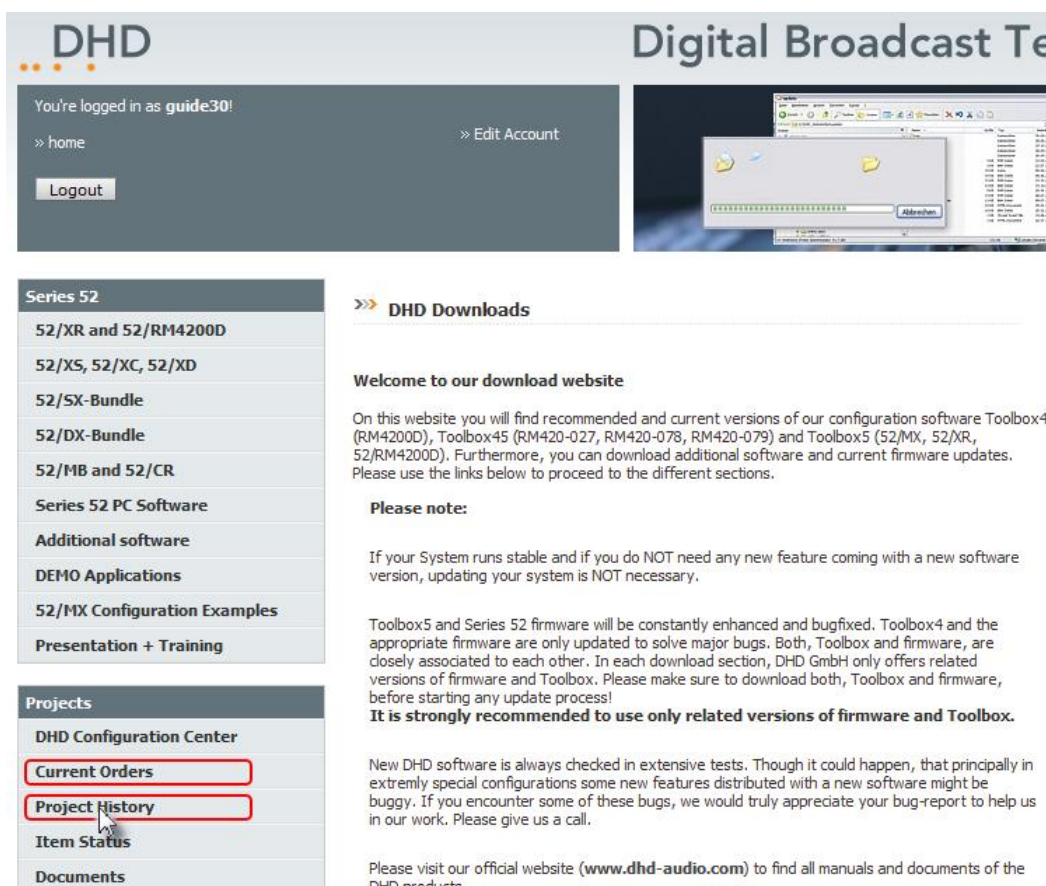 DHD
Digital Broadcast Te
You're logged in as guide30!
» home
» Edit Account
Logout
Abbrechen
Series 52
52/XR and 52/RM4200D
52/XS, 52/XC, 52/XD
52/SX-Bundle
52/DX-Bundle
52/MB and 52/CR
Series 52 PC Software
Additional software
DEMO Applications
52/MX Configuration Examples
Presentation + Training
Projects
DHD Configuration Center
Current Orders
Project History
Item Status
Documents
DHD Downloads
Welcome to our download website
On this website you will find recommended and current versions of our configuration software Toolbox4
(RM4200D), Toolbox45 (RM420-027, RM420-078, RM420-079) and Toolbox5 (52/MX, 52/XR,
52/RM4200D). Furthermore, you can download additional software and current firmware updates.
Please use the links below to proceed to the different sections.
Please note:
If your System runs stable and if you do NOT need any new feature coming with a new software
version, updating your system is NOT necessary.
Toolbox5 and Series 52 firmware will be constantly enhanced and bugfixed. Toolbox4 and the
appropriate firmware are only updated to solve major bugs. Both, Toolbox and firmware, are
closely associated to each other. In each download section, DHD GmbH only offers related
versions of firmware and Toolbox. Please make sure to download both, Toolbox and firmware,
before starting any update process!
It is strongly recommended to use only related versions of firmware and Toolbox.
New DHD software is always checked in extensive tests. Though it could happen, that principally in
extremly special configurations some new features distributed with a new software might be
buggy. If you encounter some of these bugs, we would truly appreciate your bug-report to help us
in our work. Please give us a call.
Please visit our official website (www.dhd-audio.com) to find all manuals and documents of the
DHD products